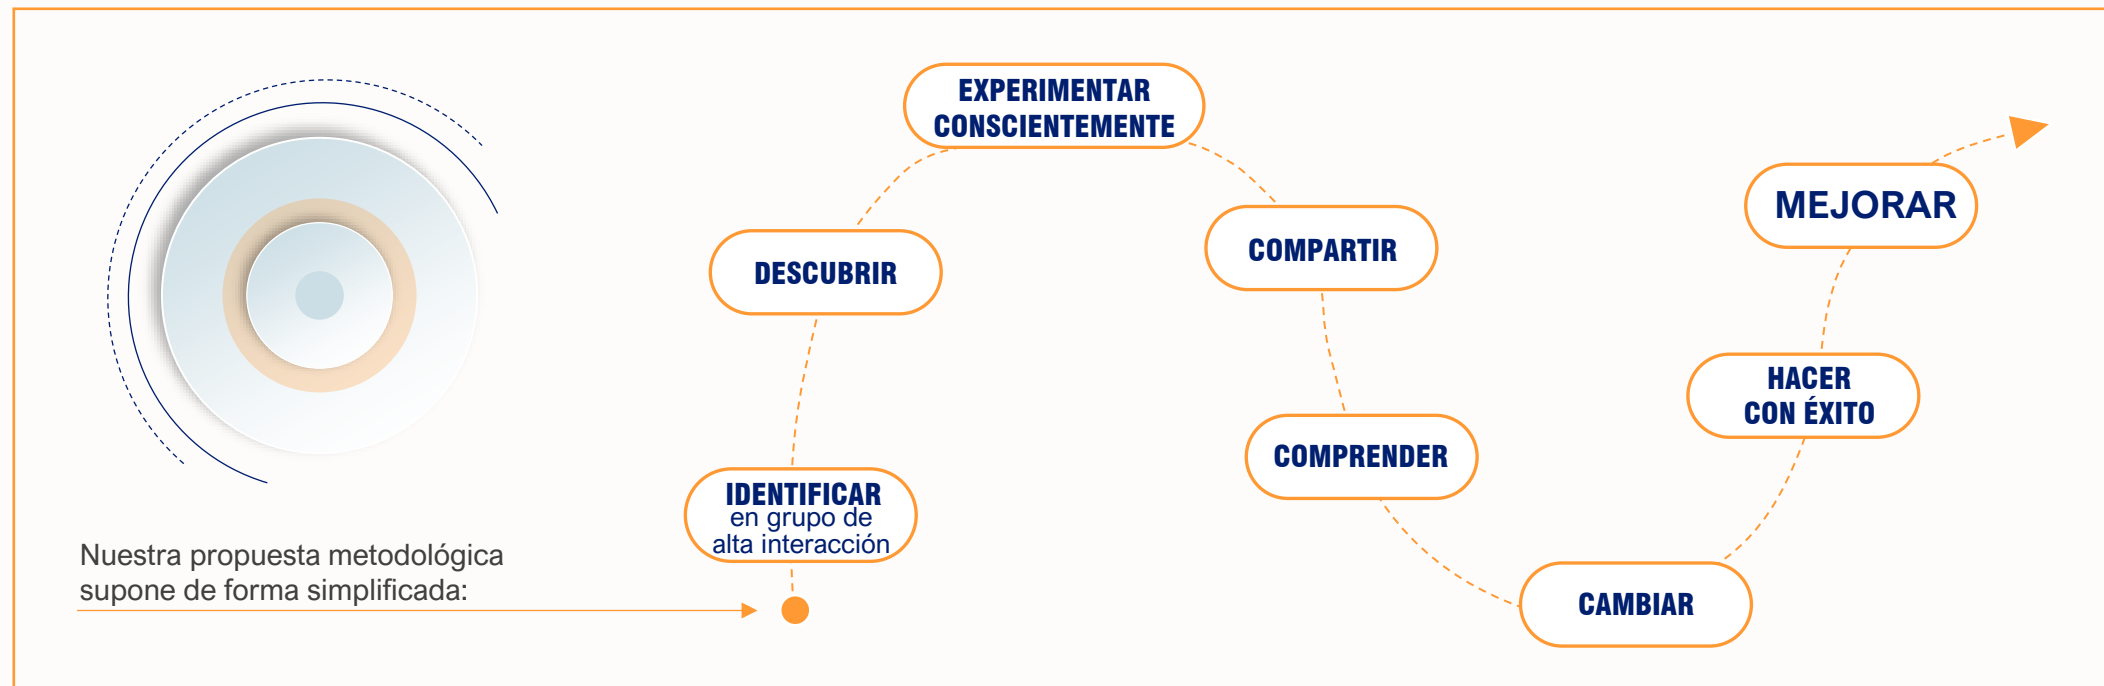 Nuestra propuesta metodológica
supone de forma simplificada:
IDENTIFICAR
en grupo de
alta interacción
DESCUBRIR
EXPERIMENTAR
CONSCIENTEMENTE
COMPARTIR
COMPRENDER
CAMBIAR
HACER
CON ÉXITO
MEJORAR